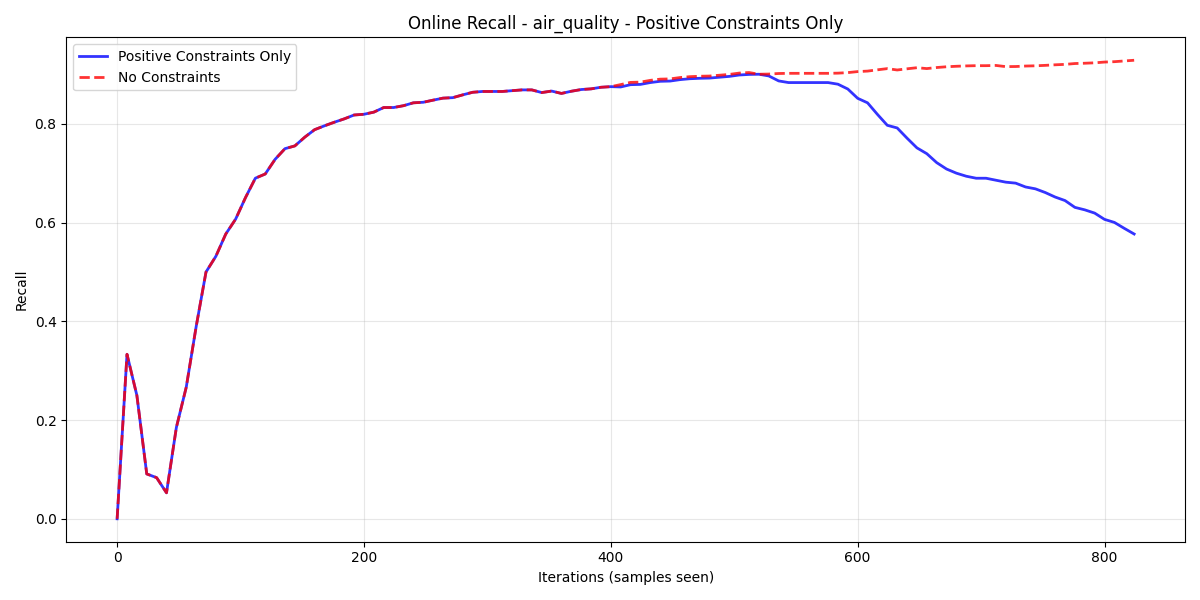 Online Recall - air_quality - Positive Constraints Only
Positive Constraints Only
No Constraints
Recall
0.8
0.6
0.4
0.2
0.0
0
200
400
600
800
Iterations (samples seen)